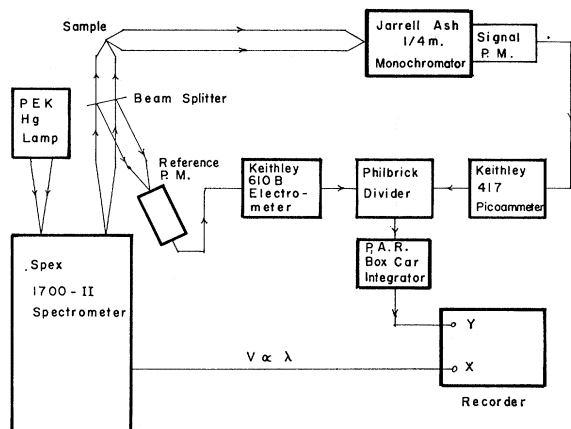 Sample
Jarrell Ash
1/4 m.
Monochromator
Signal
P. M.
PEK
Hg
Lamp
Beam Splitter
Reference
P. M.
Keithley
610 B
Electro-
meter
Philbrick
Divider
Keithley
417
Picoammeter
P. A. R.
Box Car
Integrator
Spex
1700 - II
Spectrometer
V ∝ λ
Y
X
Recorder